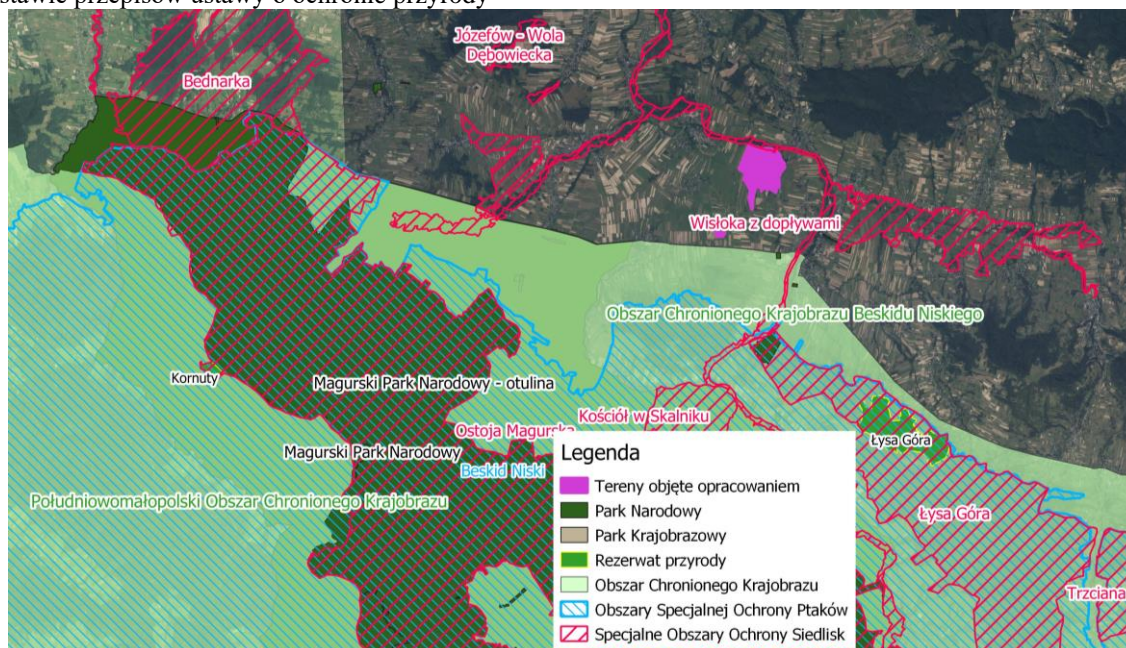 stawie przepisów ustawy o ochronie przyrody
Józefów - Wola
Dębowiecka
Bednarka
Wisłoka z dopływami
Obszar Chronionego Krajobrazu Beskidu Niskiego
Kornuty
Magurski Park Narodowy - otulina
Kościół w Skalniku
Ostoja Magurska
Łysa Góra
Magurski Park Narodowy
Beskid Niski
Południowomałopolski Obszar Chronionego Krajobrazu
Łysa Góra
Trzciana
Legenda
Tereny objęte opracowaniem
Park Narodowy
Park Krajobrazowy
Rezerwat przyrody
Obszar Chronionego Krajobrazu
Obszary Specjalnej Ochrony Ptaków
Specjalne Obszary Ochrony Siedlisk